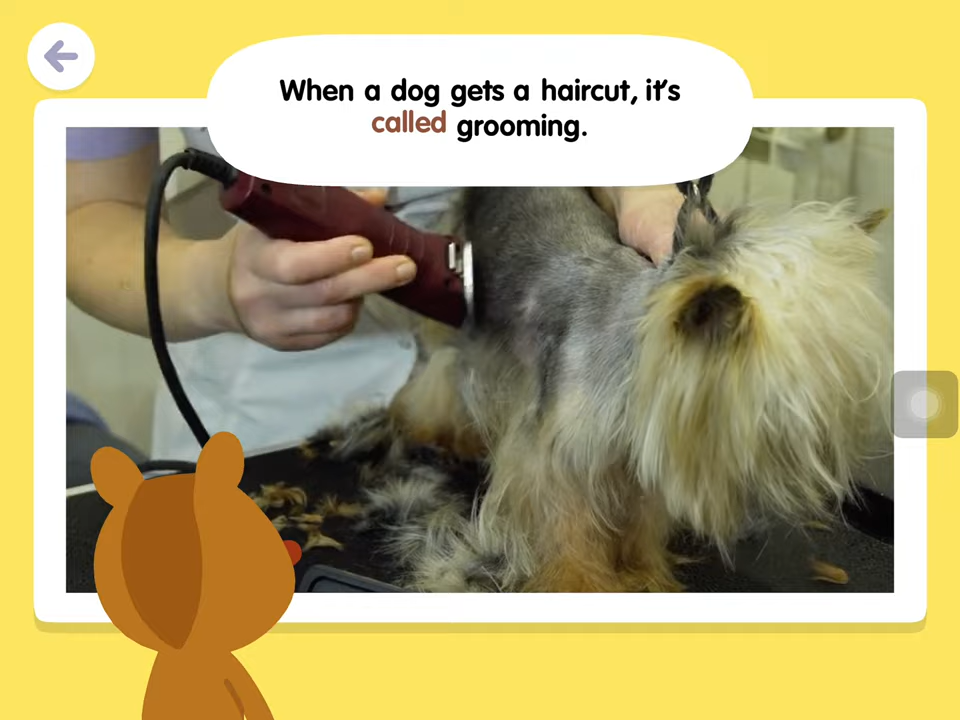 When a dog gets a haircut, it's
called grooming.